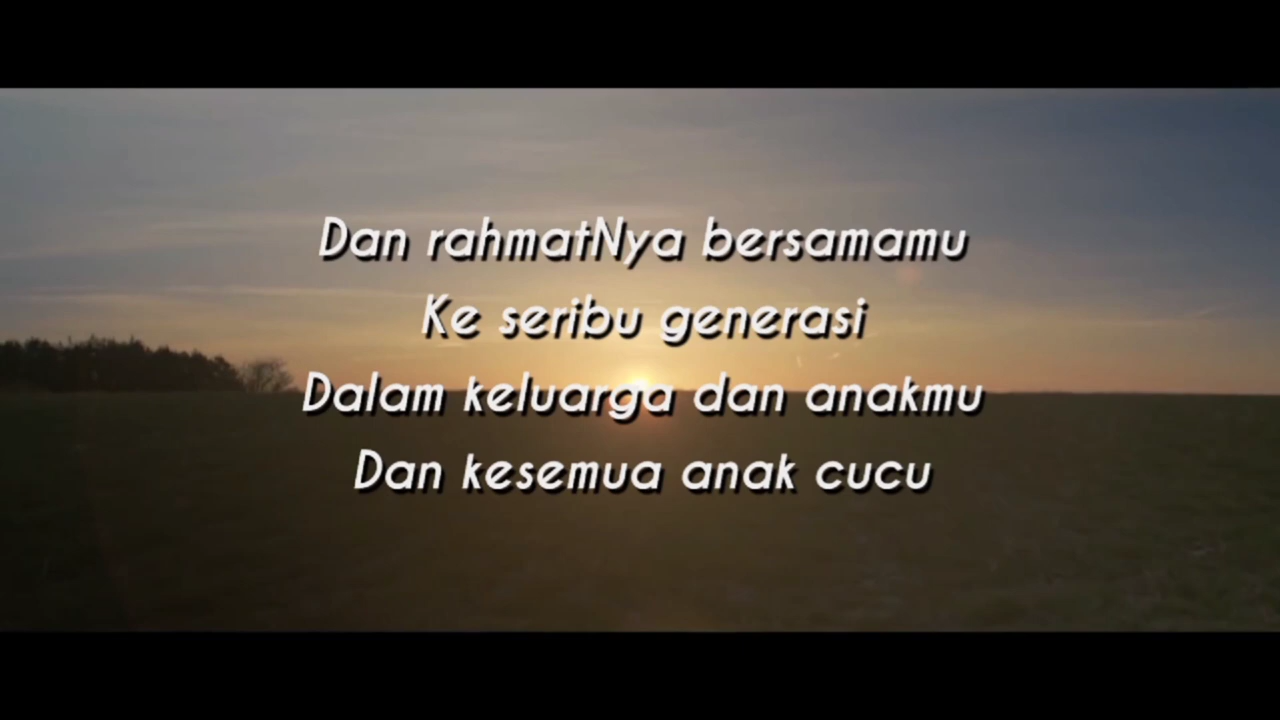 Dan rahmatNya bersamamu
Ke seribu generasi
Dalam keluarga dan anakmu
Dan kesemua anak cucu